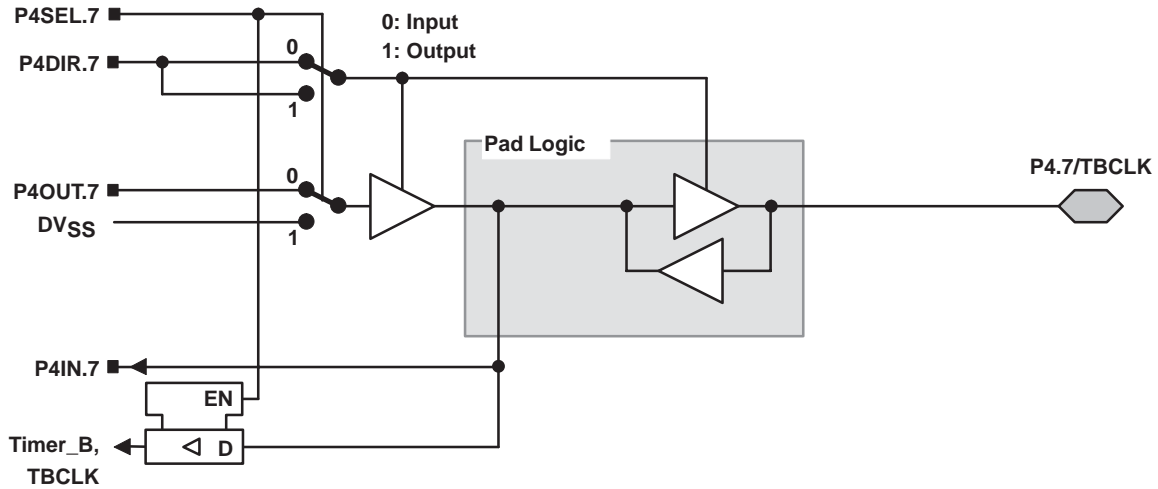 P4SEL.7
0: Input
1: Output
P4DIR.7
0
1
Pad Logic
P4.7/TBCLK
P4OUT.7
0
DVSS
1
P4IN.7
EN
Timer_B,
TBCLK
D